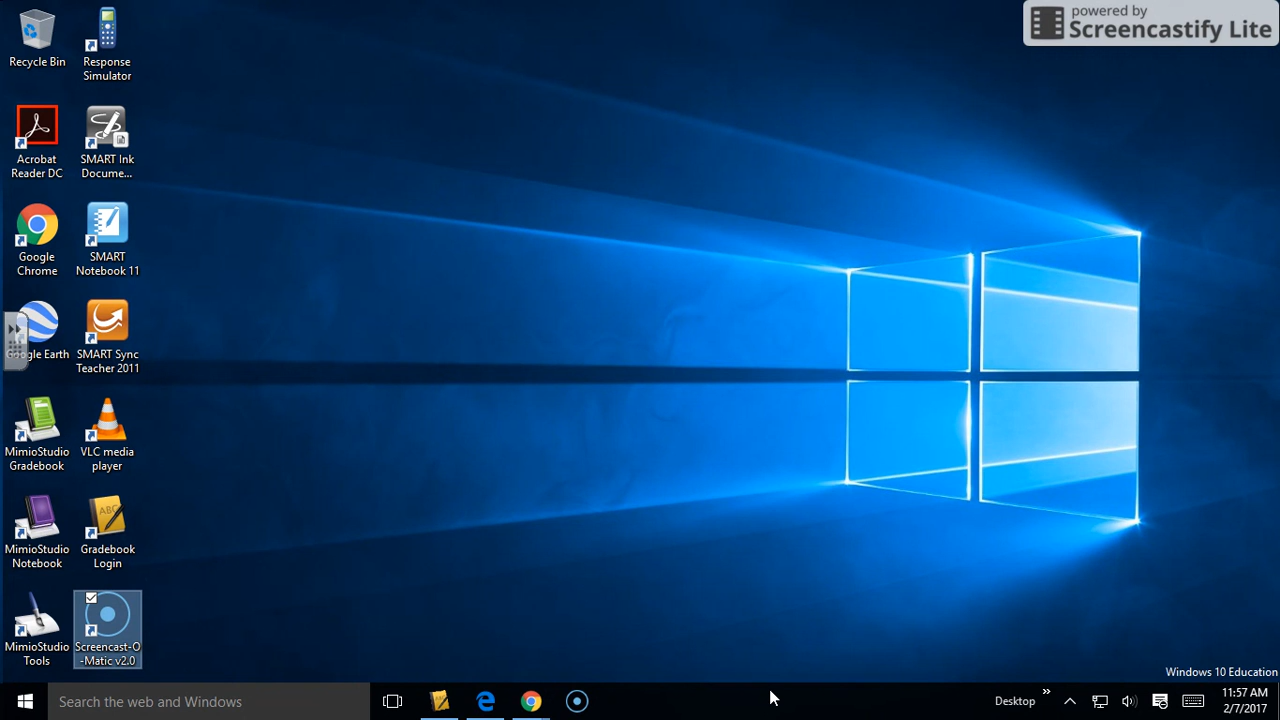 powered by
Screencastify Lite
Recycle Bin
Response
Simulator
Acrobat
Reader DC
SMART Ink
Docume...
Google
Chrome
SMART
Notebook 11
Google Earth
SMART Sync
Teacher 2011
MimioStudio
Gradebook
VLC media
player
MimioStudio
Notebook
ABC
Gradebook
Login
MimioStudio
Tools
Screencast-O
-Matic v2.0
Windows 10 Education
Search the web and Windows
Desktop
11:57 AM
2/7/2017